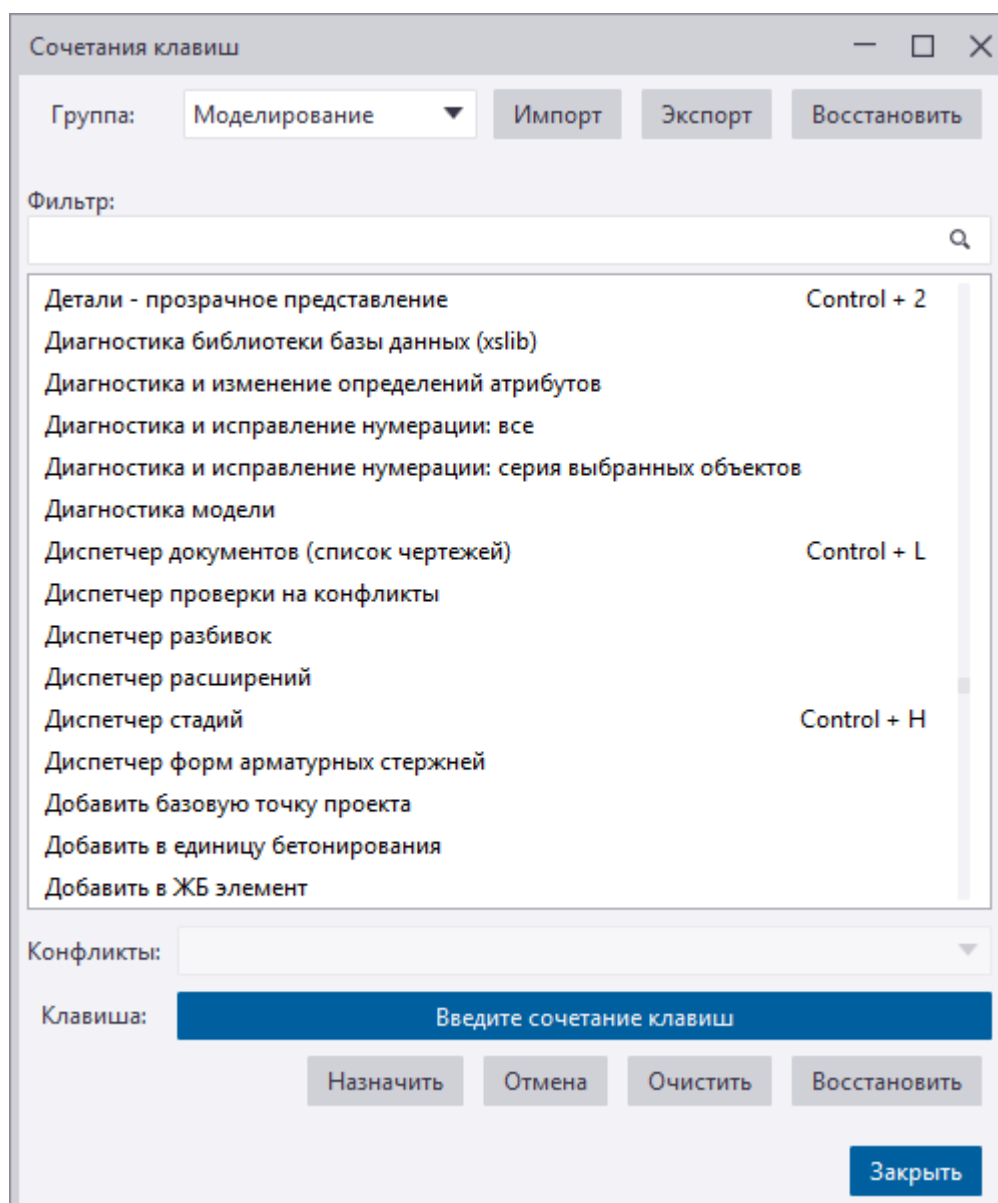 Сочетания клавиш
Группа: Моделирование Импорт Экспорт Восстановить
Фильтр:
Детали - прозрачное представление Control + 2
Диагностика библиотеки базы данных (xslib)
Диагностика и изменение определений атрибутов
Диагностика и исправление нумерации: все
Диагностика и исправление нумерации: серия выбранных объектов
Диагностика модели
Диспетчер документов (список чертежей) Control + L
Диспетчер проверки на конфликты
Диспетчер разбивок
Диспетчер расширений
Диспетчер стадий Control + H
Диспетчер форм арматурных стержней
Добавить базовую точку проекта
Добавить в единицу бетонирования
Добавить в ЖБ элемент
Конфликты:
Клавиша: Введите сочетание клавиш
Назначить Отмена Очистить Восстановить
Закрыть